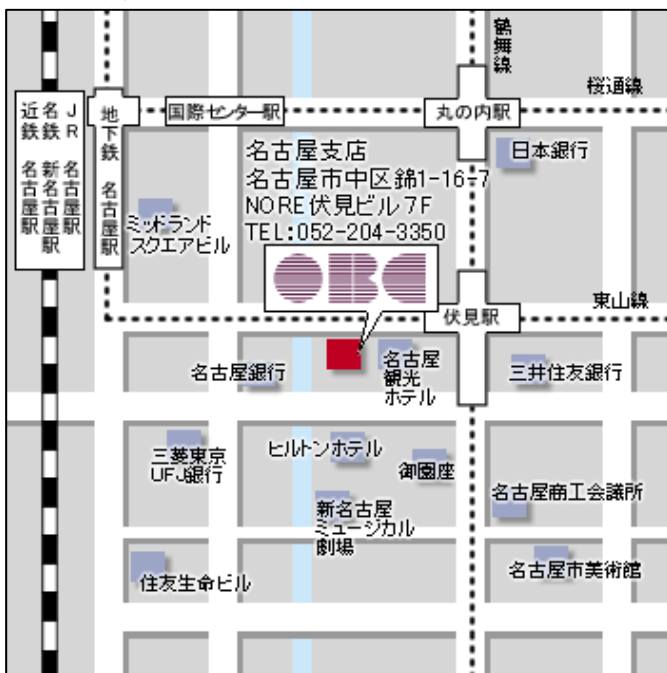 鶴舞線
桜通線
近鉄 名古屋駅
名鉄 新名古屋駅
JR 名古屋駅
地下鉄 名古屋駅
国際センター駅
丸の内駅
日本銀行
名古屋支店
名古屋市中区錦1-16-7
NORE伏見ビル7F
TEL:052-204-3350
ミッドランド
スクエアビル
OBC
東山線
伏見駅
名古屋銀行
名古屋
観光
ホテル
三井住友銀行
三菱東京
UFJ銀行
ヒルトンホテル
御園座
名古屋商工会議所
新名古屋
ミュージカル
劇場
住友生命ビル
名古屋市美術館